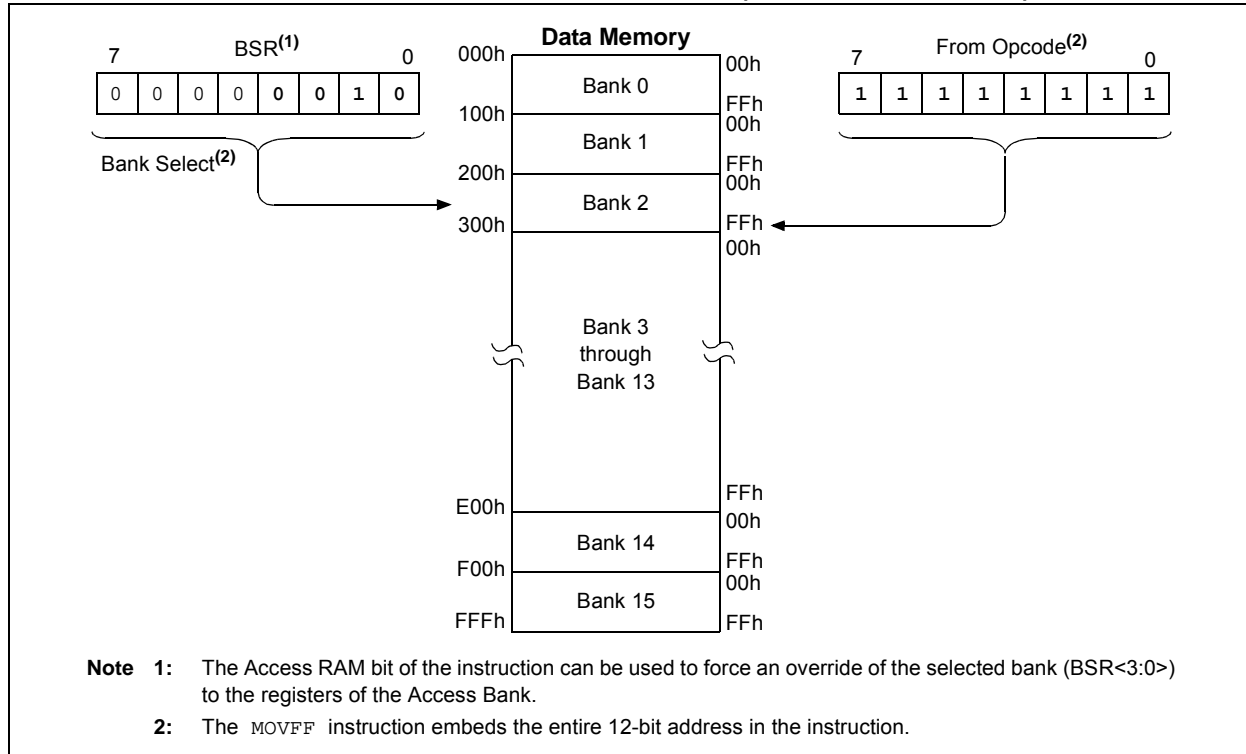 Data Memory
7 BSR(1) 0
0 0 0 0 0 0 1 0
Bank Select(2)
From Opcode(2)
7 0
1 1 1 1 1 1 1 1
000h
Bank 0
00h
FFh
100h
Bank 1
00h
FFh
200h
Bank 2
00h
FFh
300h
00h
Bank 3
through
Bank 13
FFh
E00h
00h
Bank 14
FFh
F00h
00h
Bank 15
FFFh
FFh
Note 1: The Access RAM bit of the instruction can be used to force an override of the selected bank (BSR<3:0>)
to the registers of the Access Bank.
2: The MOVFF instruction embeds the entire 12-bit address in the instruction.